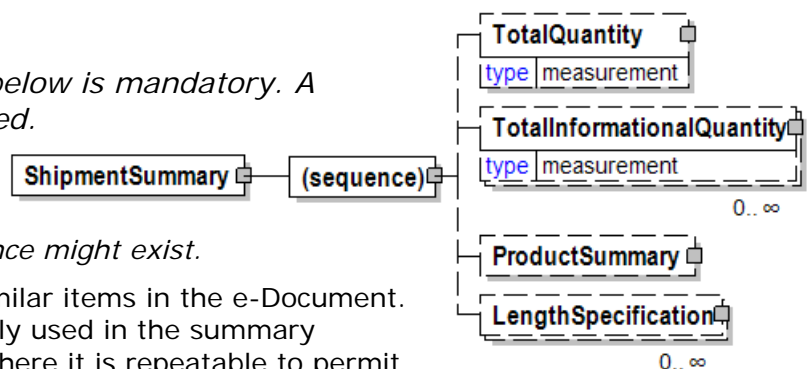 TotalQuantity
type measurement
below is mandatory. A
ed.
TotalInformationalQuantity
type measurement
0.. ∞
ShipmentSummary
(sequence)
nce might exist.
ProductSummary
milar items in the e-Document.
ly used in the summary
LengthSpecification
here it is repeatable to permit
0.. ∞